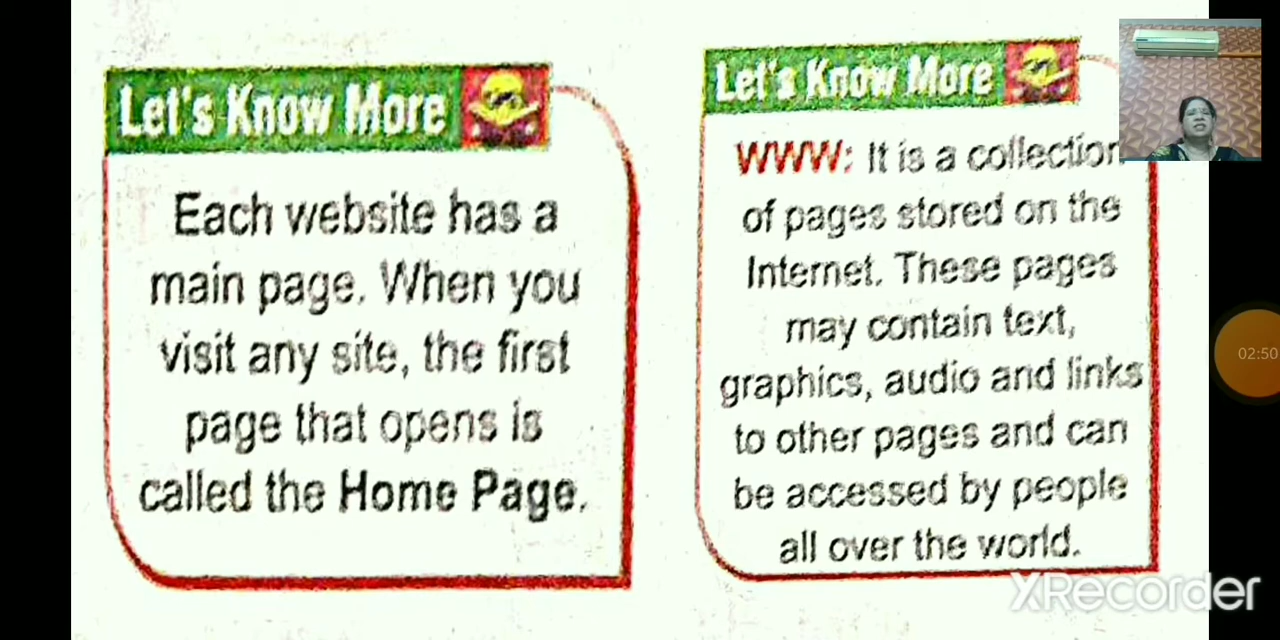 Let's Know More
Each website has a
main page. When you
visit any site, the first
page that opens is
called the Home Page.
Let's Know More
WWW: It is a collection
of pages stored on the
Internet. These pages
may contain text,
graphics, audio and links
to other pages and can
be accessed by people
all over the world.
02:50
XRecorder